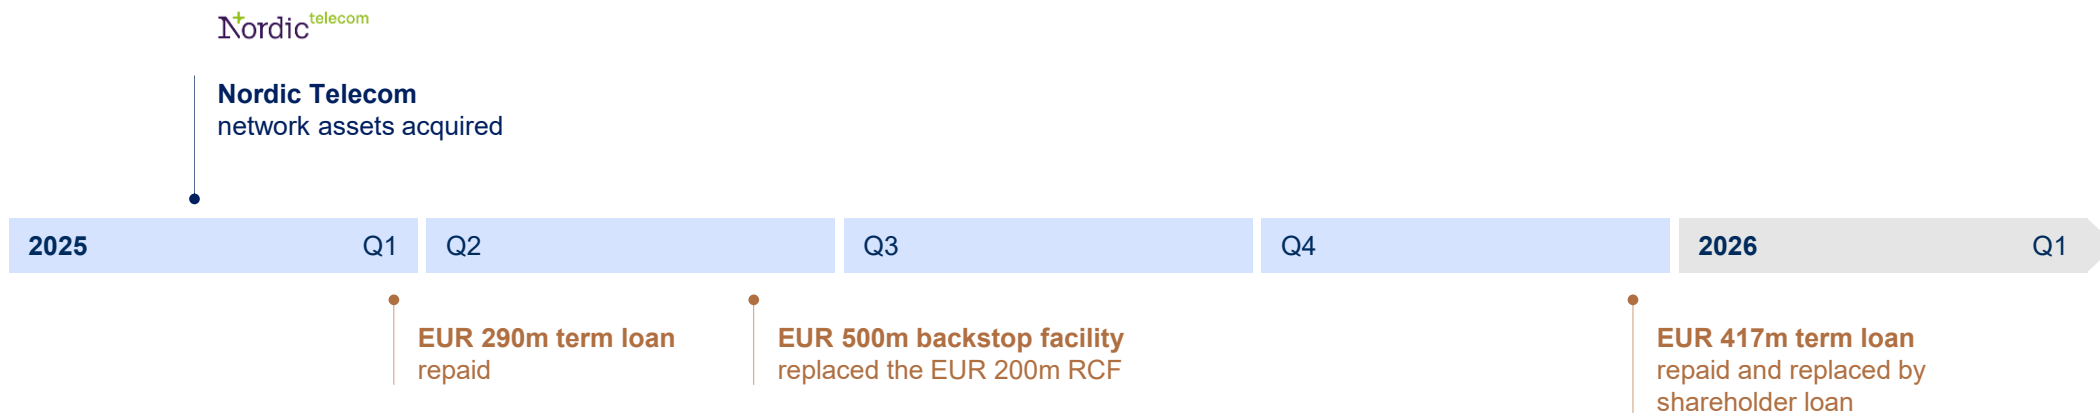 Nordic telecom
Nordic Telecom
network assets acquired
2025 Q1 Q2 Q3 Q4 2026 Q1
EUR 290m term loan
repaid
EUR 500m backstop facility
replaced the EUR 200m RCF
EUR 417m term loan
repaid and replaced by
shareholder loan